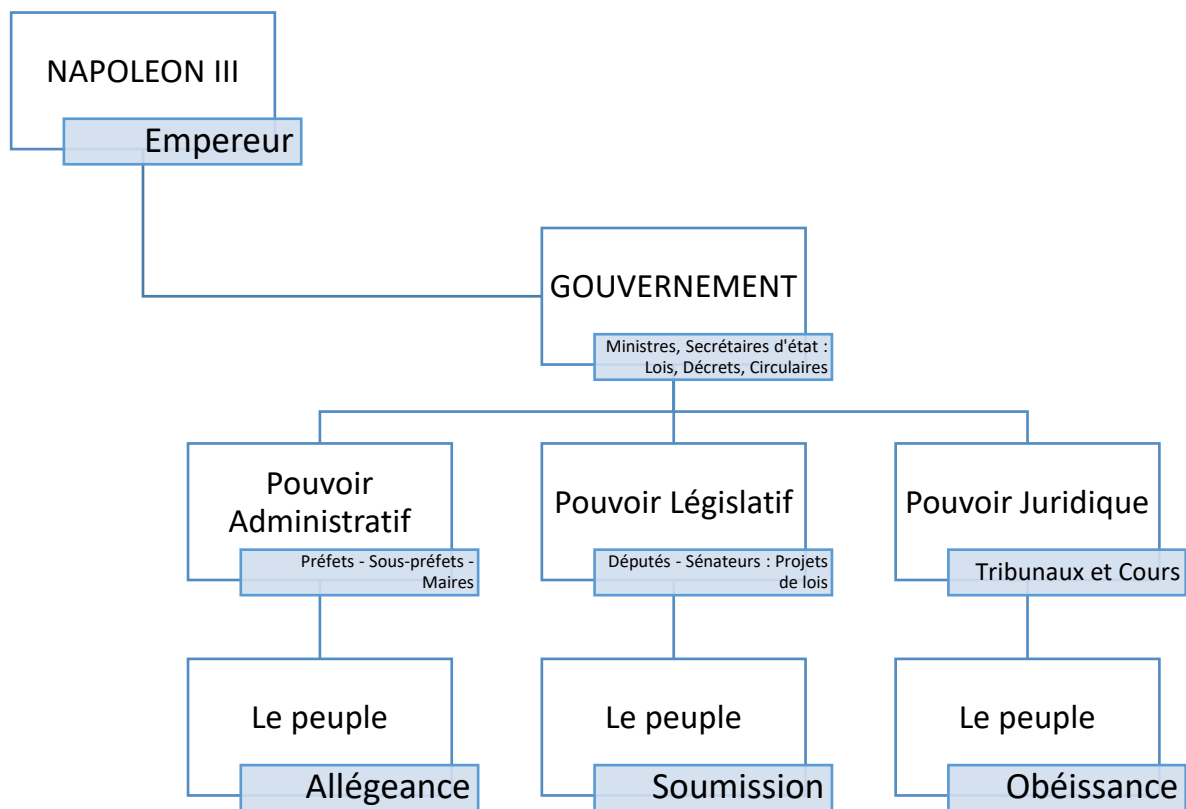 NAPOLEON III
Empereur
GOUVERNEMENT
Ministres, Secrétaires d'état :
Lois, Décrets, Circulaires
Pouvoir
Administratif
Préfets - Sous-préfets -
Maires
Pouvoir Législatif
Députés - Sénateurs : Projets
de lois
Pouvoir Juridique
Tribunaux et Cours
Le peuple
Allégeance
Le peuple
Soumission
Le peuple
Obéissance